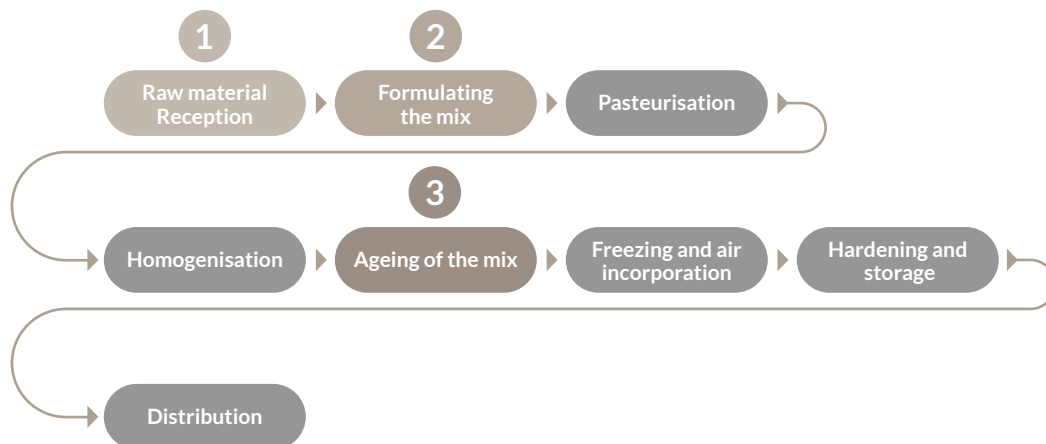 1
2
Raw material
Reception
Formulating
the mix
Pasteurisation
3
Homogenisation
Ageing of the mix
Freezing and air
incorporation
Hardening and
storage
Distribution